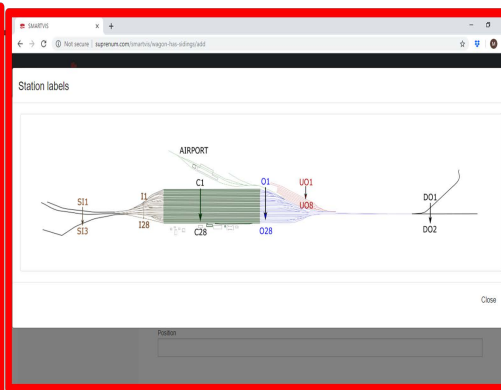 SMARTVIS
Not secure | suprenum.com/smartvis/wagon-has-sidings/add
Station labels
AIRPORT
C1
O1
UO1
SI1
I1
DO1
UO8
I28
SI3
C28
O28
DO2
Close
Position